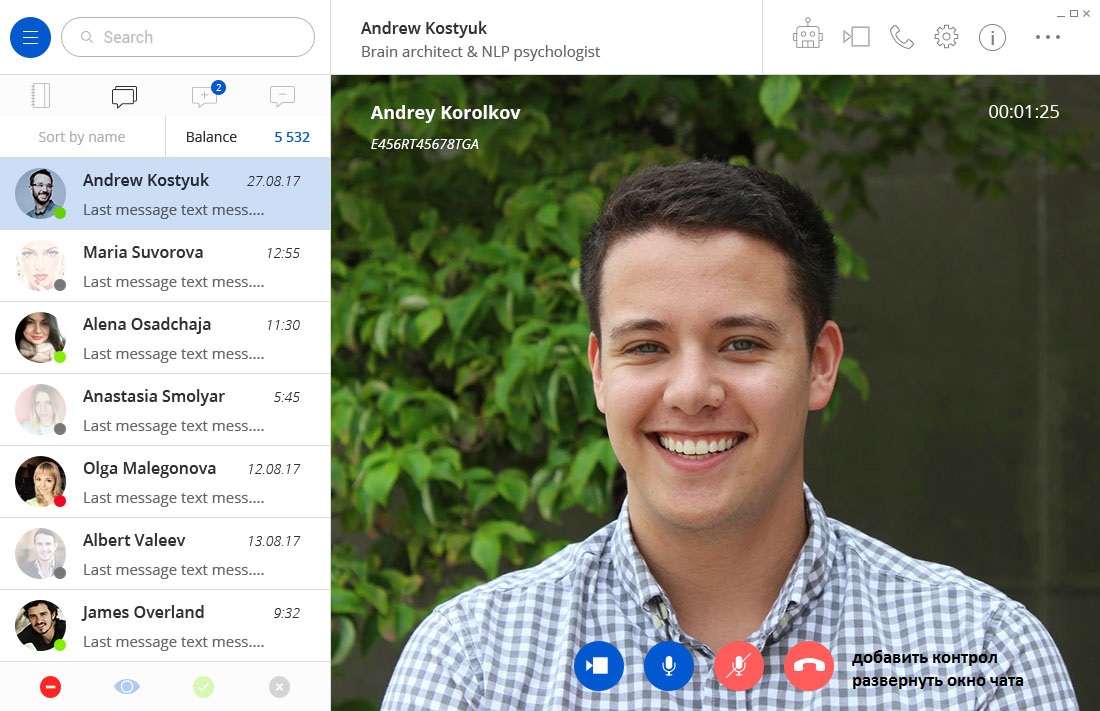 Search
Andrew Kostyuk
Brain architect & NLP psychologist
2
Sort by name
Balance
5 532
Andrew Kostyuk
27.08.17
Last message text mess....
Maria Suvorova
12:55
Last message text mess....
Alena Osadchaja
11:30
Last message text mess....
Anastasia Smolyar
5:45
Last message text mess....
Olga Malegonova
12.08.17
Last message text mess....
Albert Valeev
13.08.17
Last message text mess....
James Overland
9:32
Last message text mess....
Andrey Korolkov
00:01:25
E456RT45678TGA
добавить контрол
развернуть окно чата